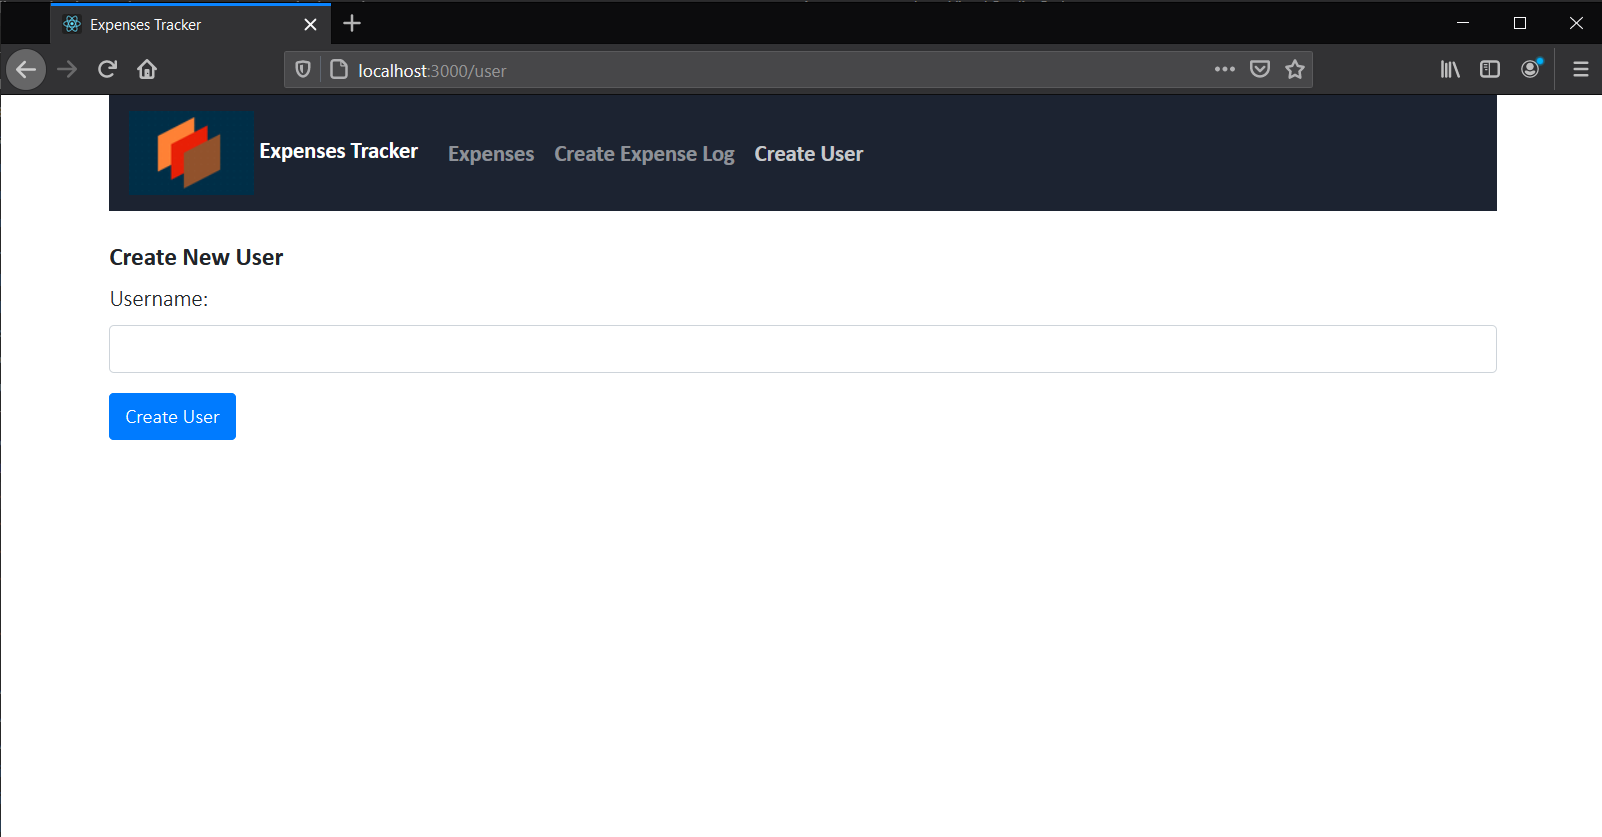 Expenses Tracker
localhost:3000/user
Expenses Tracker Expenses Create Expense Log Create User
Create New User
Username:
Create User